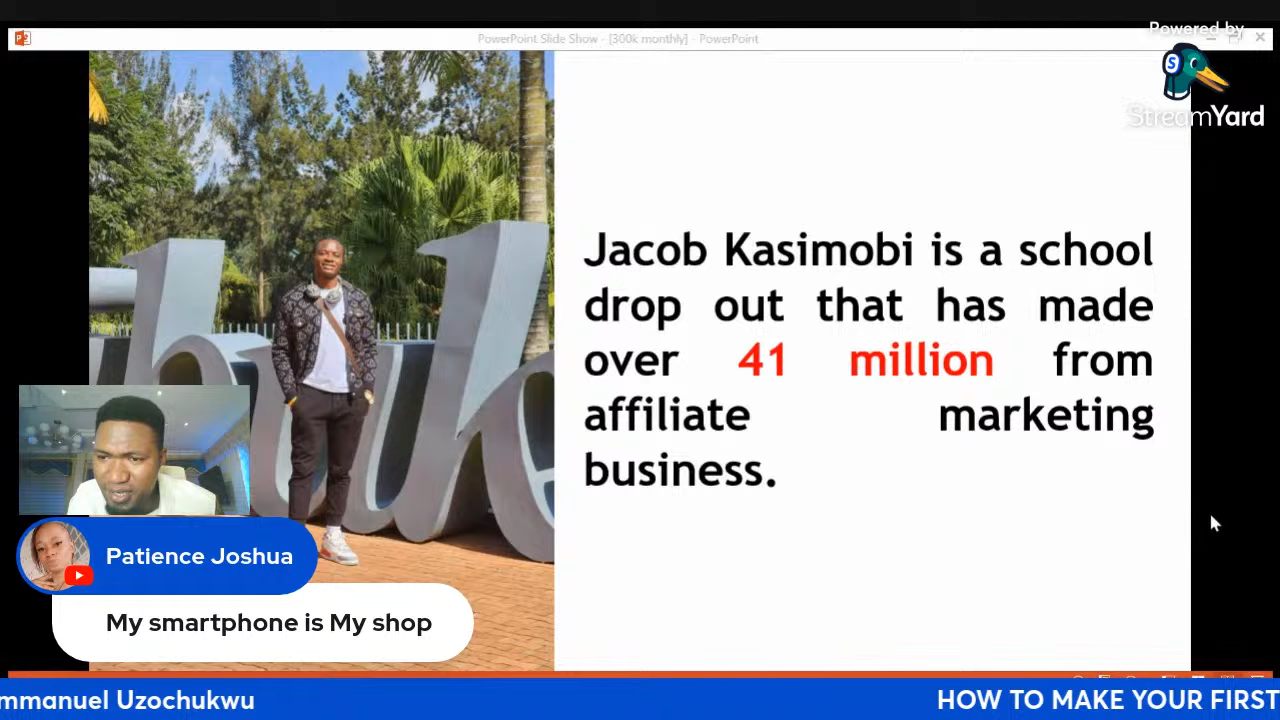 PowerPoint Slide Show - [300k monthly] - PowerPoint
Powered by
StreamYard
Jacob Kasimobi is a school
drop out that has made
over 41 million from
affiliate marketing
business.
Patience Joshua
My smartphone is My shop
mmanuel Uzochukwu
HOW TO MAKE YOUR FIRST